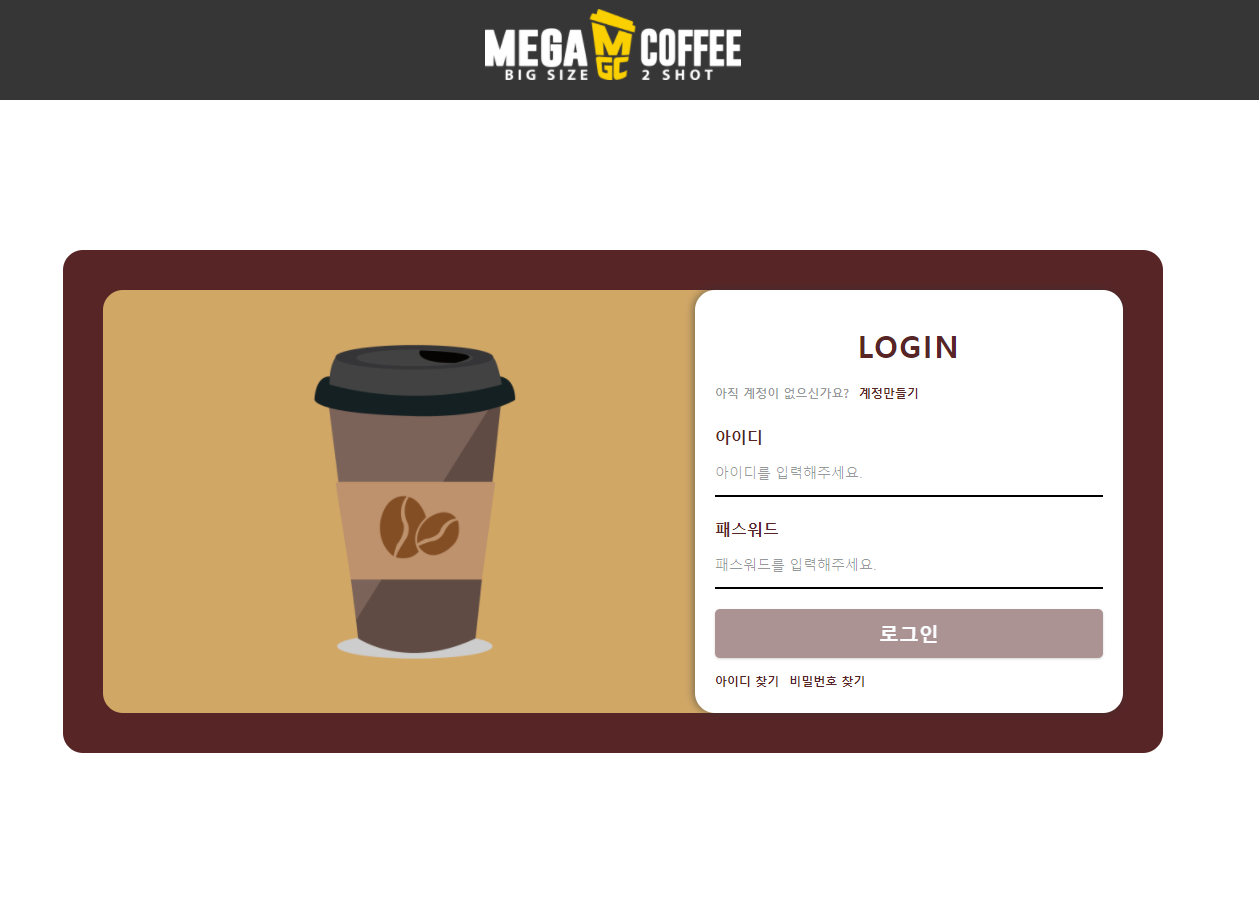 MEGA MGC COFFEE
BIG SIZE 2 SHOT
LOGIN
아직 계정이 없으신가요? 계정만들기
아이디
아이디를 입력해주세요.
패스워드
패스워드를 입력해주세요.
로그인
아이디 찾기 비밀번호 찾기